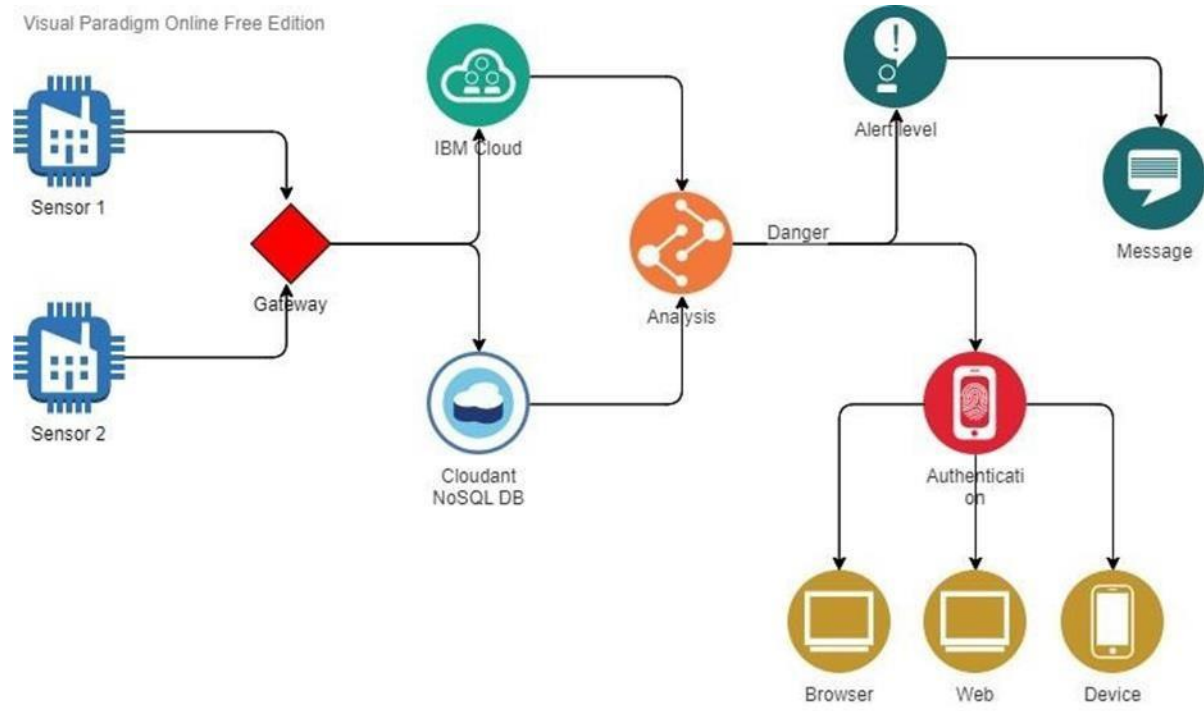 Visual Paradigm Online Free Edition
IBM Cloud
Alert level
Sensor 1
Message
Danger
Gateway
Analysis
Sensor 2
Cloudant
NoSQL DB
Authenticati
on
Browser
Web
Device